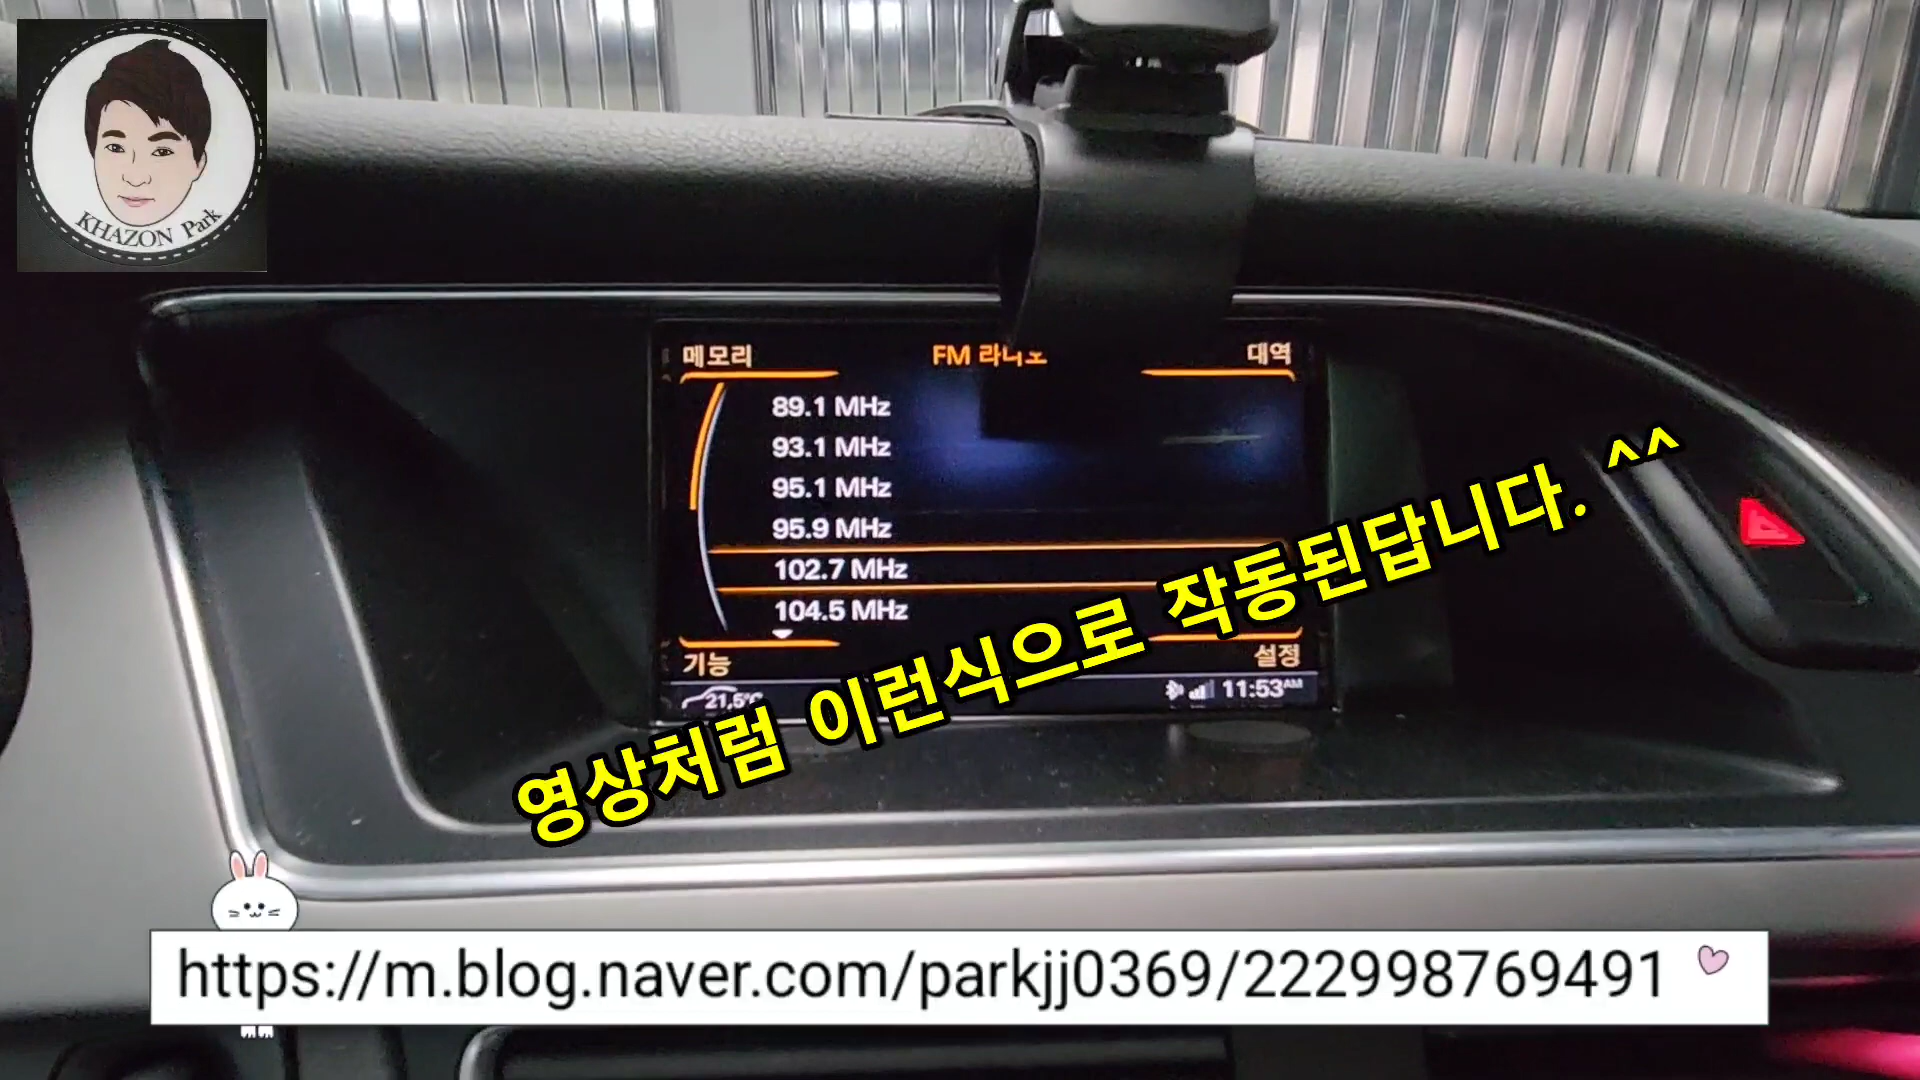 KHAZON Park
메모리
FM 라디오
대역
89.1 MHz
93.1 MHz
95.1 MHz
95.9 MHz
102.7 MHz
104.5 MHz
기능
설정
21.5°C
11:53AM
영상처럼 이런식으로 작동된답니다. ^^
https://m.blog.naver.com/parkjj0369/222998769491